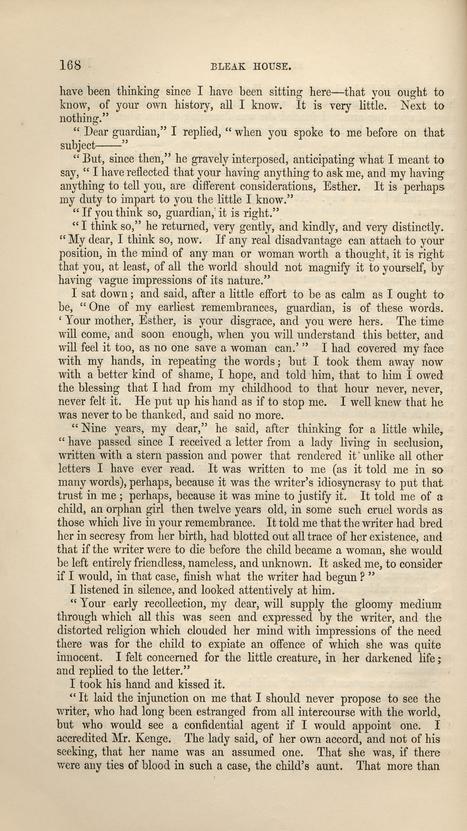 168 BLEAK HOUSE.
have been thinking since I have been sitting here—that you ought to
know, of your own history, all I know. It is very little. Next to
nothing.”
“ Dear guardian,” I replied, “ when you spoke to me before on that
subject——”
“ But, since then,” he gravely interposed, anticipating what I meant to
say, “ I have reflected that your having anything to ask me, and my having
anything to tell you, are different considerations, Esther. It is perhaps
my duty to impart to you the little I know.”
“ If you think so, guardian, it is right.”
“ I think so,” he returned, very gently, and kindly, and very distinctly.
“ My dear, I think so, now. If any real disadvantage can attach to your
position, in the mind of any man or woman worth a thought, it is right
that you, at least, of all the world should not magnify it to yourself, by
having vague impressions of its nature.”
I sat down ; and said, after a little effort to be as calm as I ought to
be, “ One of my earliest remembrances, guardian, is of these words.
‘ Your mother, Esther, is your disgrace, and you were hers. The time
will come, and soon enough, when you will understand this better, and
will feel it too, as no one save a woman can.’ ” I had covered my face
with my hands, in repeating the words ; but I took them away now
with a better kind of shame, I hope, and told him, that to him I owed
the blessing that I had from my childhood to that hour never, never,
never felt it. He put up his hand as if to stop me. I well knew that he
was never to be thanked, and said no more.
“ Nine years, my dear,” he said, after thinking for a little while,
“ have passed since I received a letter from a lady living in seclusion,
written with a stern passion and power that rendered it unlike all other
letters I have ever read. It was written to me (as it told me in so
many words), perhaps, because it was the writer’s idiosyncrasy to put that
trust in me ; perhaps, because it was mine to justify it. It told me of a
child, an orphan girl then twelve years old, in some such cruel words as
those which live in your remembrance. It told me that the writer had bred
her in secresy from her birth, had blotted out all trace of her existence, and
that if the writer were to die before the child became a woman, she would
be left entirely friendless, nameless, and unknown. It asked me, to consider
if I would, in that case, finish what the writer had begun ? ”
I listened in silence, and looked attentively at him.
“ Your early recollection, my dear, will supply the gloomy medium
through which all this was seen and expressed by the writer, and the
distorted religion which clouded her mind with impressions of the need
there was for the child to expiate an offence of which she was quite
innocent. I felt concerned for the little creature, in her darkened life ;
and replied to the letter.”
I took his hand and kissed it.
“ It laid the injunction on me that I should never propose to see the
writer, who had long been estranged from all intercourse with the world,
but who would see a confidential agent if I would appoint one. I
accredited Mr. Kenge. The lady said, of her own accord, and not of his
seeking, that her name was an assumed one. That she was, if there
were any ties of blood in such a case, the child’s aunt. That more than